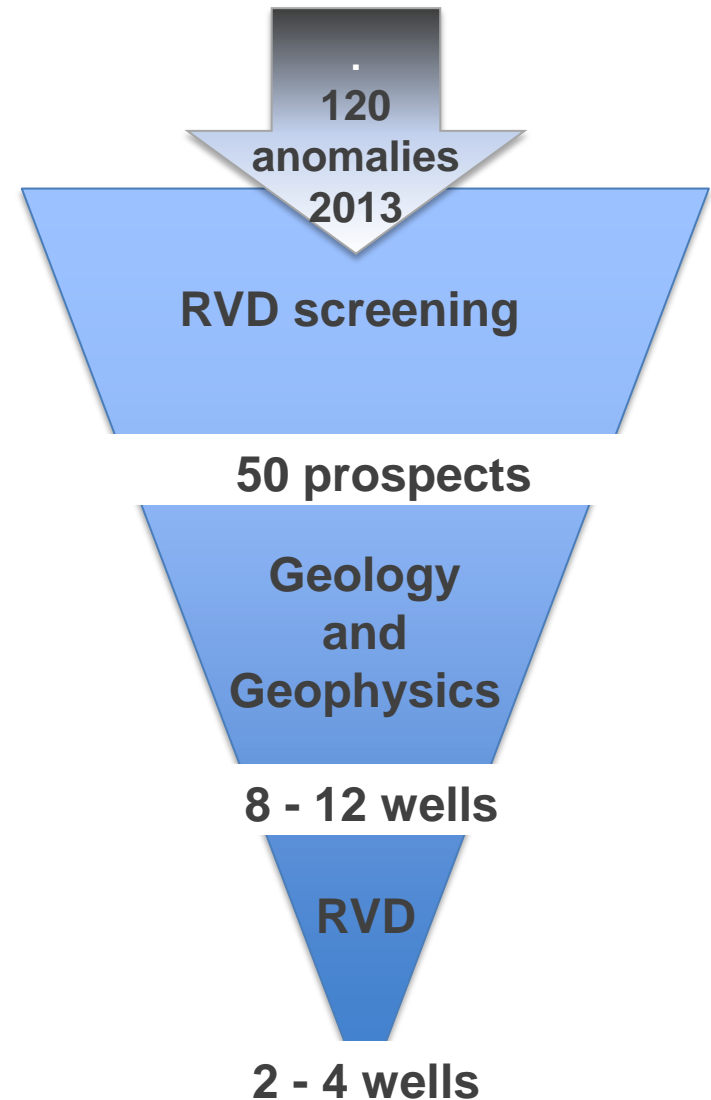 .
120
anomalies
2013
RVD screening
50 prospects
Geology
and
Geophysics
8 - 12 wells
RVD
2 - 4 wells